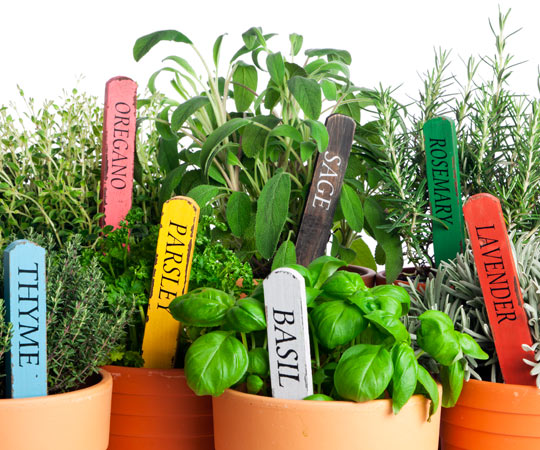 OREGANO
SAGE
ROSEMARY
PARSLEY
LAVENDER
THYME
BASIL